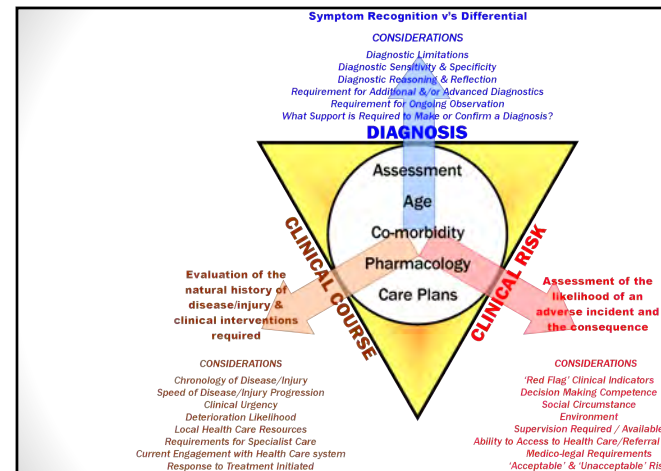 Symptom Recognition v's Differential
CONSIDERATIONS
Diagnostic Limitations
Diagnostic Sensitivity & Specificity
Diagnostic Reasoning & Reflection
Requirement for Additional &/or Advanced Diagnostics
Requirement for Ongoing Observation
What Support is Required to Make or Confirm a Diagnosis?
DIAGNOSIS
Assessment
Age
Co-morbidity
Pharmacology
Care Plans
CLINICAL COURSE
CLINICAL RISK
Evaluation of the
natural history of
disease/injury &
clinical interventions
required
Assessment of the
likelihood of an
adverse incident and
the consequence
CONSIDERATIONS
Chronology of Disease/Injury
Speed of Disease/Injury Progression
Clinical Urgency
Deterioration Likelihood
Local Health Care Resources
Requirements for Specialist Care
Current Engagement with Health Care system
Response to Treatment Initiated
CONSIDERATIONS
'Red Flag' Clinical Indicators
Decision Making Competence
Social Circumstance
Environment
Supervision Required / Available
Ability to Access to Health Care/Referral
Medico-legal Requirements
'Acceptable' & 'Unacceptable'